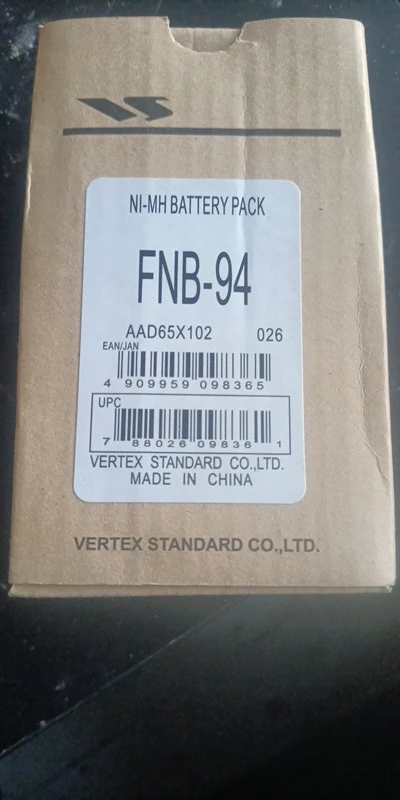 VS
NI-MH BATTERY PACK
FNB-94
AAD65X102 026
EAN/JAN
4 909959 098365
UPC
7 88026 09836 1
VERTEX STANDARD CO.,LTD.
MADE IN CHINA
VERTEX STANDARD CO.,LTD.